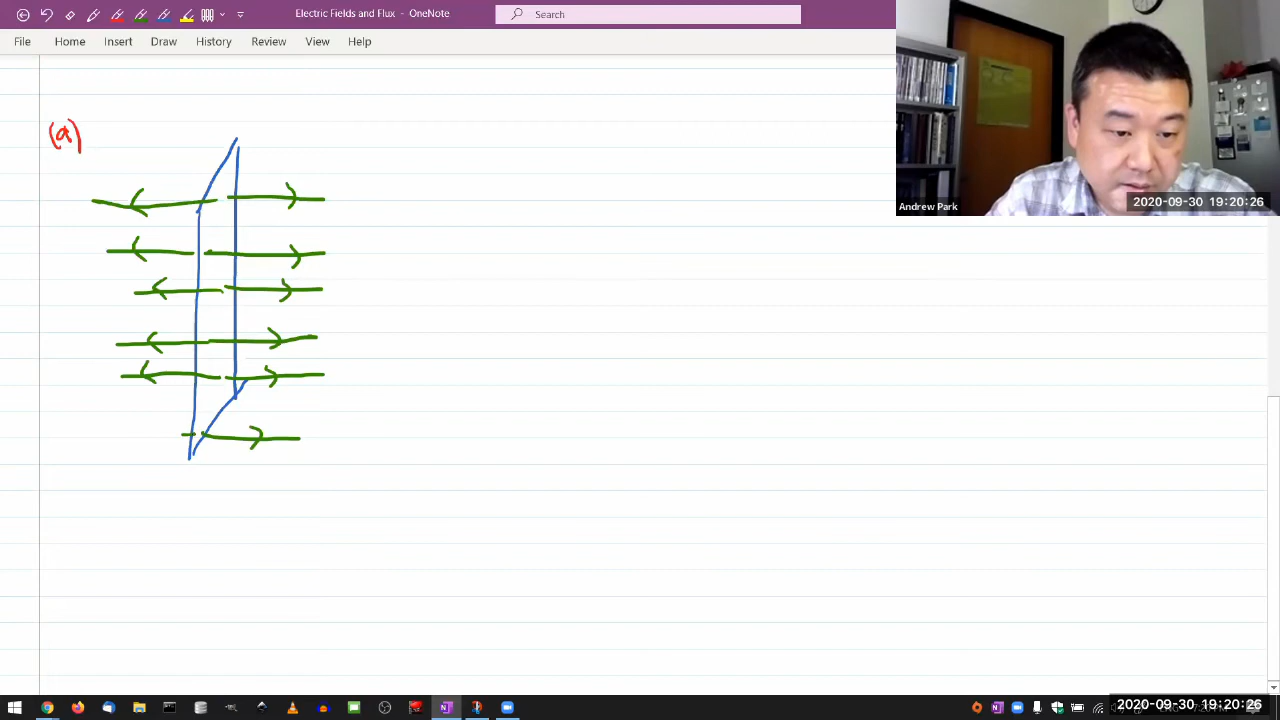 Electric Fields and Flux - OneNote
Search
File Home Insert Draw History Review View Help
(a)
Andrew Park
2020-09-30 19:20:26
2020-09-30 19:20:26